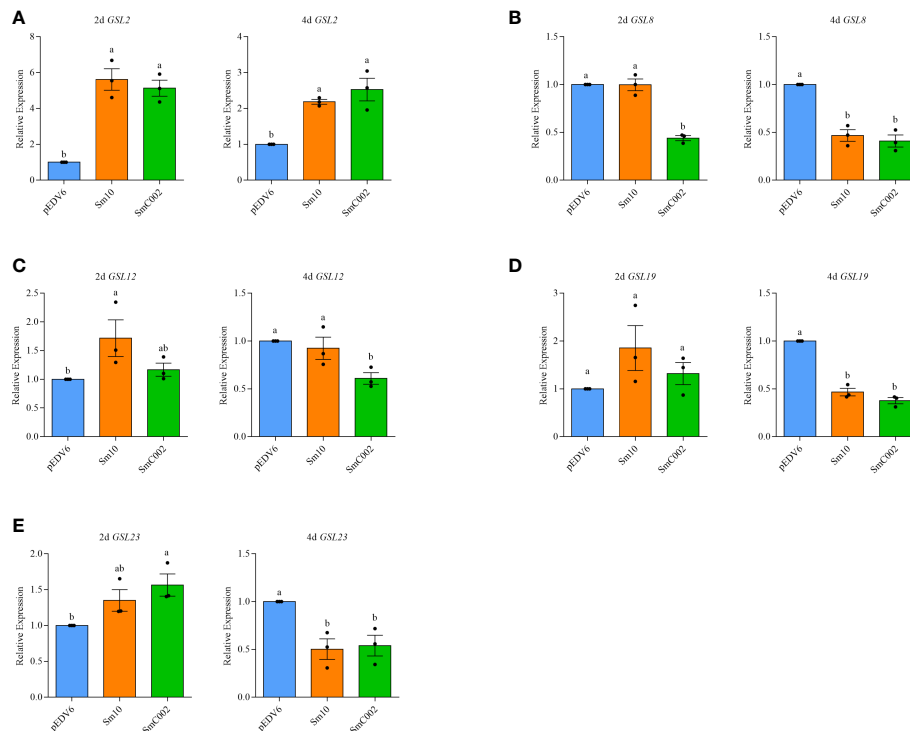 A
2d GSL2
Relative Expression
8
6
4
2
0
b
a
a
pEDV6
Sm10
SmC002
4d GSL2
Relative Expression
4
3
2
1
0
b
a
a
pEDV6
Sm10
SmC002
B
2d GSL8
Relative Expression
1.5
1.0
0.5
0.0
a
a
b
pEDV6
Sm10
SmC002
4d GSL8
Relative Expression
1.5
1.0
0.5
0.0
a
b
b
pEDV6
Sm10
SmC002
C
2d GSL12
Relative Expression
2.5
2.0
1.5
1.0
0.5
0.0
b
a
ab
pEDV6
Sm10
SmC002
4d GSL12
Relative Expression
1.5
1.0
0.5
0.0
a
a
b
pEDV6
Sm10
SmC002
D
2d GSL19
Relative Expression
3
2
1
0
a
a
a
pEDV6
Sm10
SmC002
4d GSL19
Relative Expression
1.5
1.0
0.5
0.0
a
b
b
pEDV6
Sm10
SmC002
E
2d GSL23
Relative Expression
2.0
1.5
1.0
0.5
0.0
b
ab
a
pEDV6
Sm10
SmC002
4d GSL23
Relative Expression
1.5
1.0
0.5
0.0
a
b
b
pEDV6
Sm10
SmC002